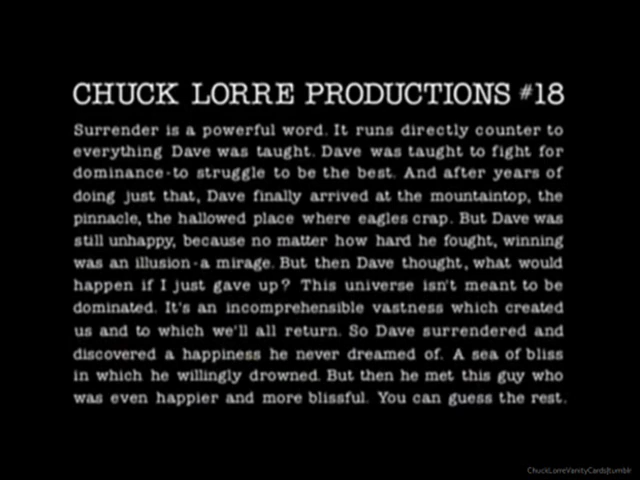 CHUCK LORRE PRODUCTIONS #18
Surrender is a powerful word. It runs directly counter to
everything Dave was taught. Dave was taught to fight for
dominance-to struggle to be the best. And after years of
doing just that, Dave finally arrived at the mountaintop, the
pinnacle, the hallowed place where eagles crap. But Dave was
still unhappy, because no matter how hard he fought, winning
was an illusion-a mirage. But then Dave thought, what would
happen if I just gave up? This universe isn't meant to be
dominated. It's an incomprehensible vastness which created
us and to which we'll all return. So Dave surrendered and
discovered a happiness he never dreamed of. A sea of bliss
in which he willingly drowned. But then he met this guy who
was even happier and more blissful. You can guess the rest.
ChuckLorreVanityCards|tumblr